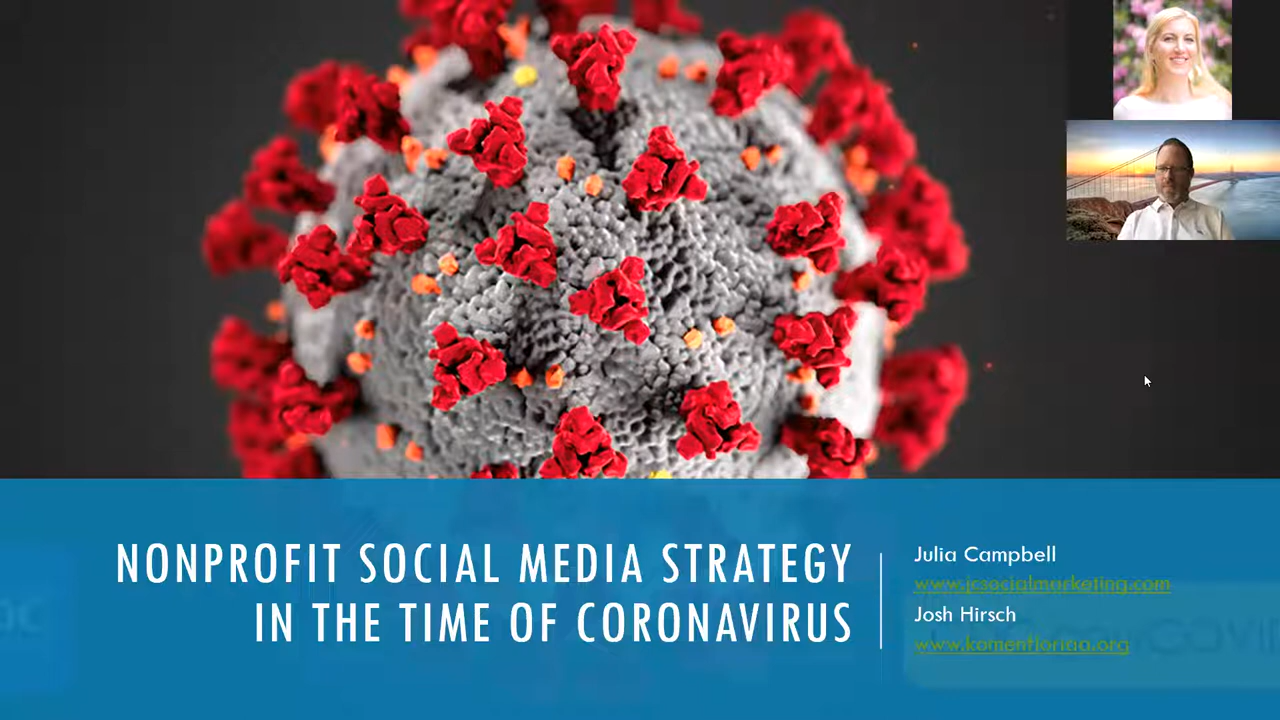 NONPROFIT SOCIAL MEDIA STRATEGY
IN THE TIME OF CORONAVIRUS
Julia Campbell
www.jcsocialmarketing.com
Josh Hirsch
www.komenflorida.org